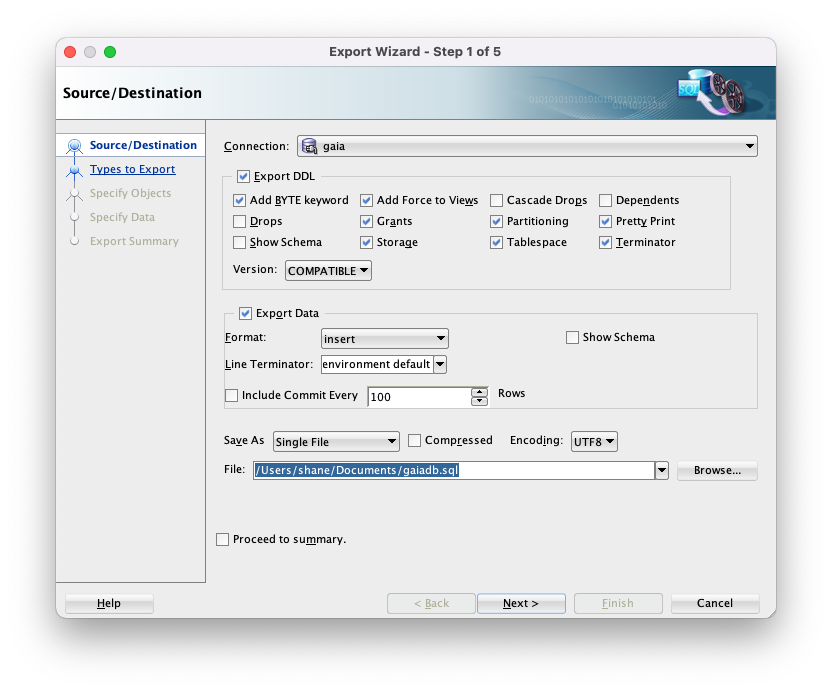 Export Wizard - Step 1 of 5
Source/Destination
0101010101010101010101010101
01010101010
SQL
Source/Destination
Types to Export
Specify Objects
Specify Data
Export Summary
Connection: gaia
Export DDL
Add BYTE keyword Add Force to Views Cascade Drops Dependents
Drops Grants Partitioning Pretty Print
Show Schema Storage Tablespace Terminator
Version: COMPATIBLE
Export Data
Format: insert Show Schema
Line Terminator: environment default
Include Commit Every 100 Rows
Save As Single File Compressed Encoding: UTF8
File: /Users/shane/Documents/gaiadb.sql Browse...
Proceed to summary.
Help < Back Next > Finish Cancel